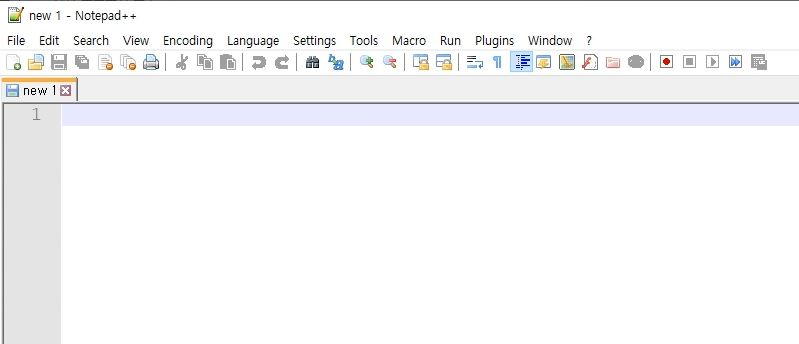 new 1 - Notepad++
File Edit Search View Encoding Language Settings Tools Macro Run Plugins Window ?
new 1
1